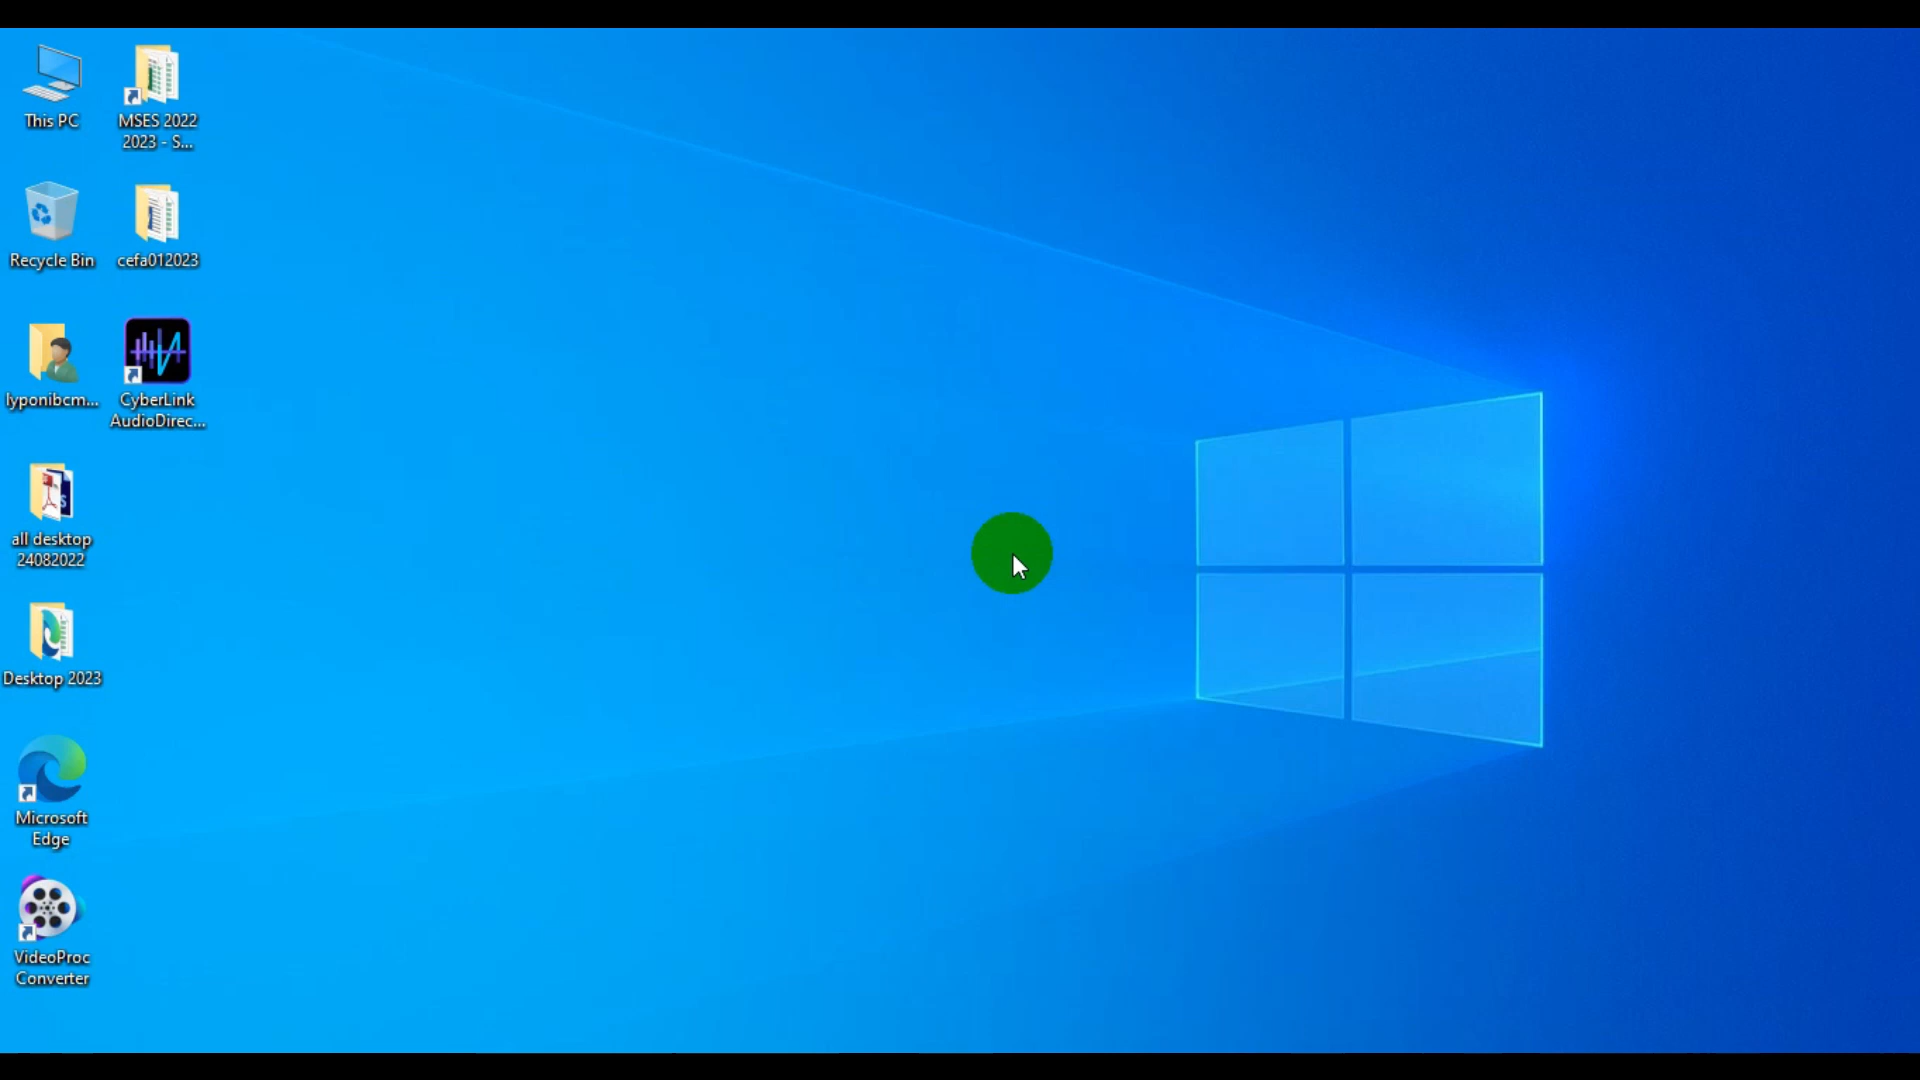 This PC
MSES 2022
2023 - S...
Recycle Bin
cefa012023
lyponibcm...
CyberLink
AudioDirec...
all desktop
24082022
Desktop 2023
Microsoft
Edge
VideoProc
Converter